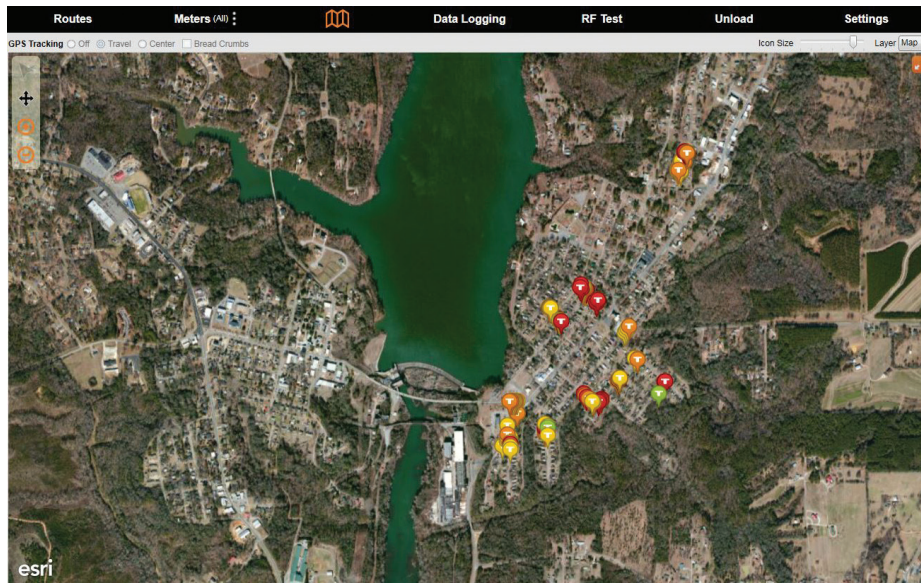 Routes Meters (All) Data Logging RF Test Unload Settings
GPS Tracking Off Travel Center Bread Crumbs Icon Size Layer Map
esri